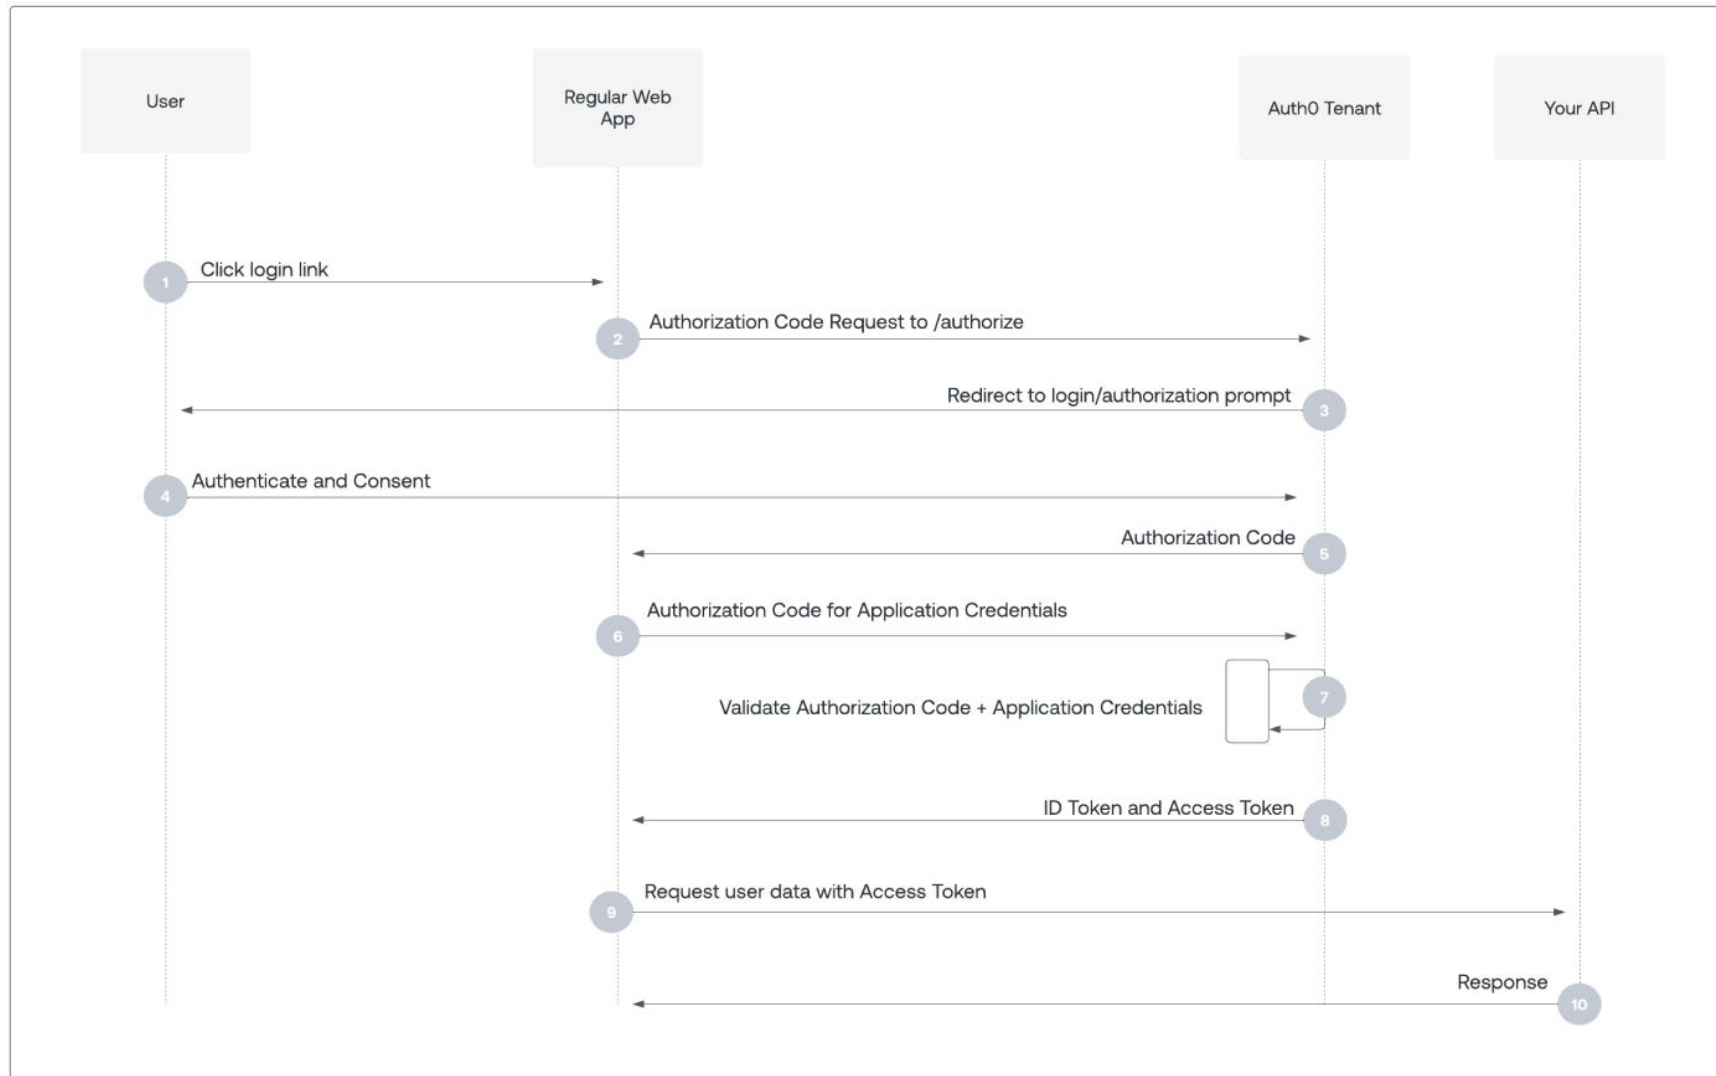 User
Regular Web
App
Auth0 Tenant
Your API
1
Click login link
2
Authorization Code Request to /authorize
Redirect to login/authorization prompt
3
4
Authenticate and Consent
Authorization Code
5
6
Authorization Code for Application Credentials
Validate Authorization Code + Application Credentials
7
ID Token and Access Token
8
9
Request user data with Access Token
Response
10